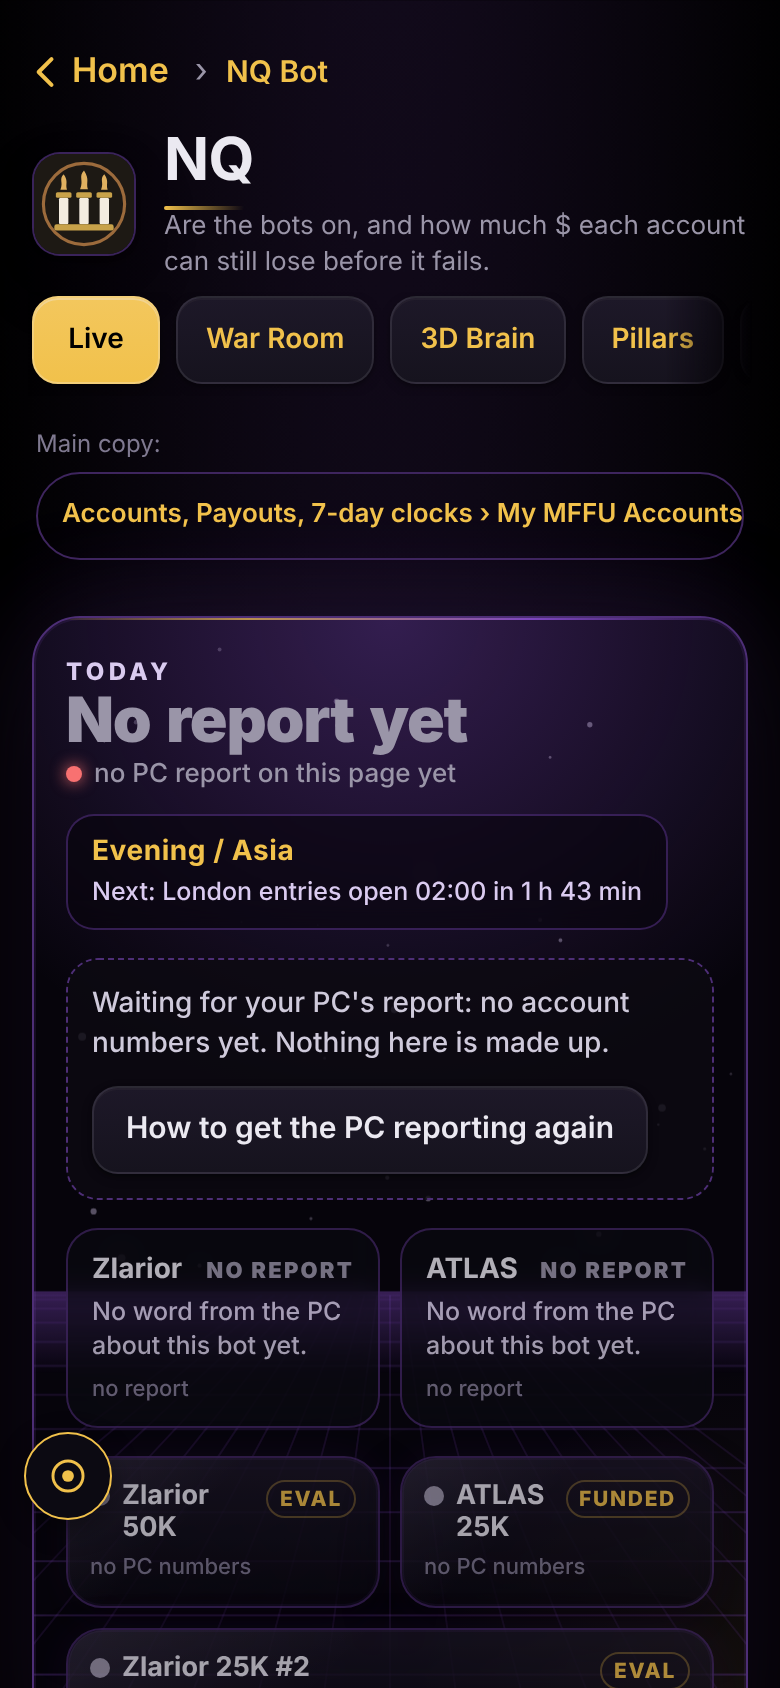 Home › NQ Bot
NQ
Are the bots on, and how much $ each account
can still lose before it fails.
Live War Room 3D Brain Pillars
Main copy:
Accounts, Payouts, 7-day clocks › My MFFU Accounts
TODAY
No report yet
no PC report on this page yet
Evening / Asia
Next: London entries open 02:00 in 1 h 43 min
Waiting for your PC's report: no account
numbers yet. Nothing here is made up.
How to get the PC reporting again
Zlarior NO REPORT
No word from the PC
about this bot yet.
no report
ATLAS NO REPORT
No word from the PC
about this bot yet.
no report
Zlarior EVAL
50K
no PC numbers
ATLAS FUNDED
25K
no PC numbers
Zlarior 25K #2 EVAL